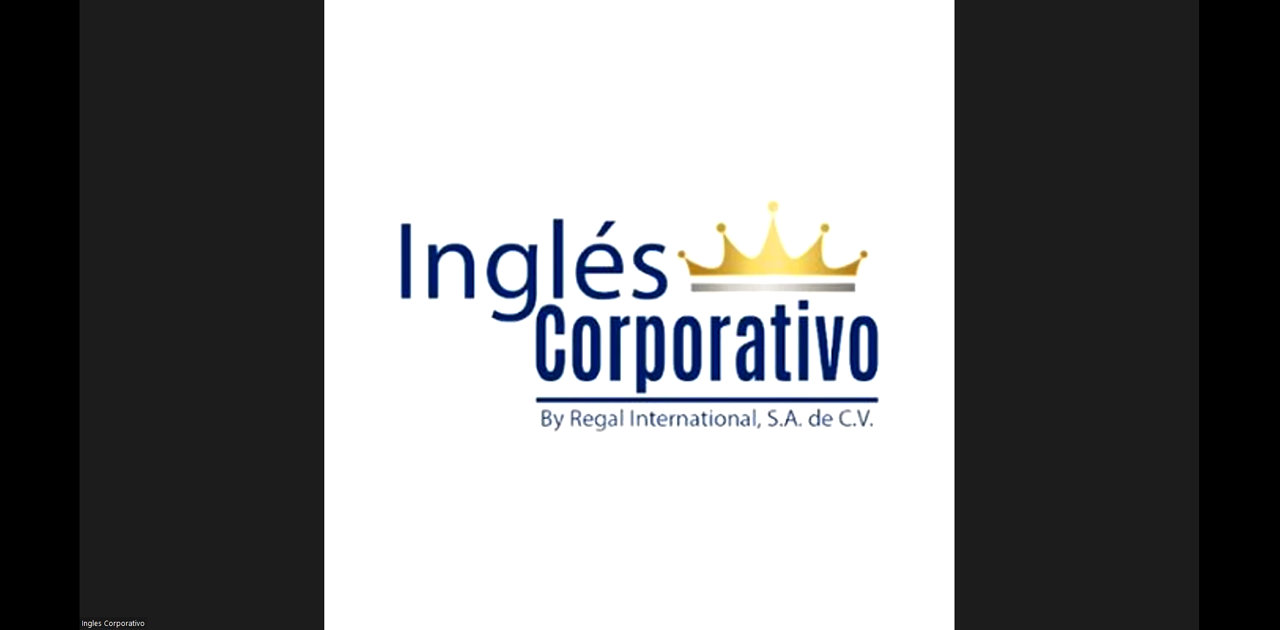 Inglés
Corporativo
By Regal International, S.A. de C.V.
Ingles Corporativo